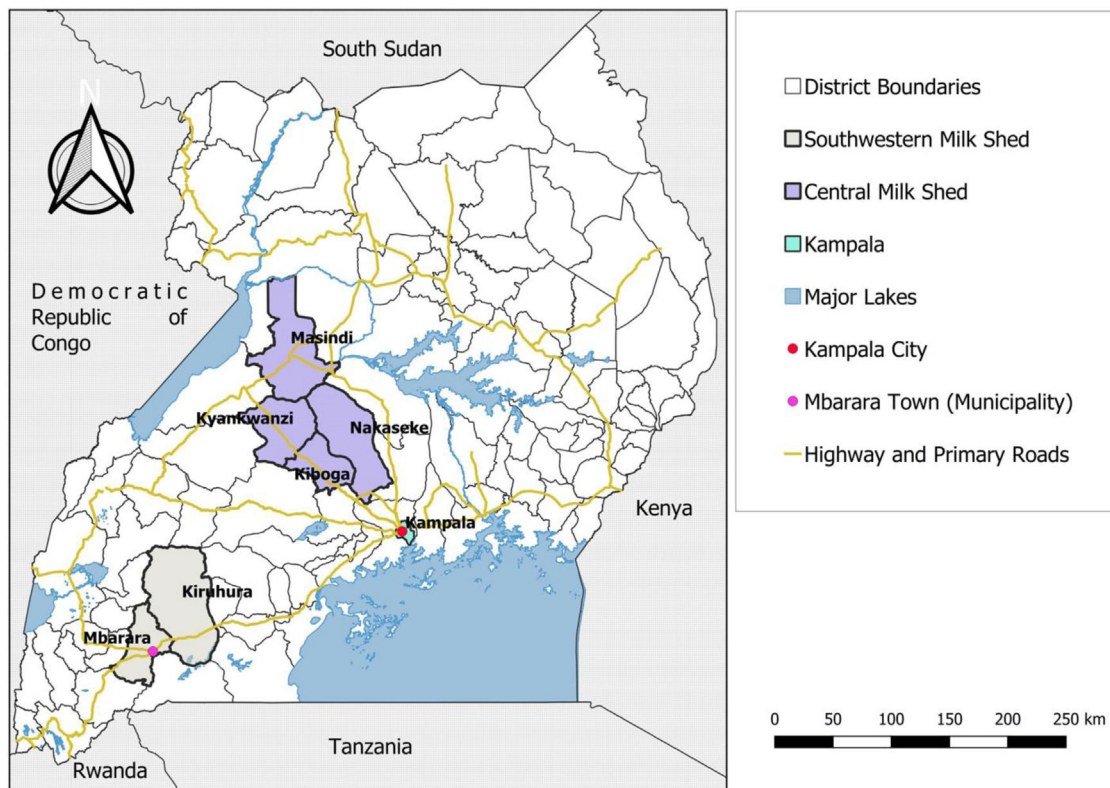 South Sudan
N
Democratic
Republic of
Congo
Masindi
Kyankwanzi
Nakaseke
Kiboga
Kampala
Kenya
Kiruhura
Mbarara
Tanzania
Rwanda
District Boundaries
Southwestern Milk Shed
Central Milk Shed
Kampala
Major Lakes
Kampala City
Mbarara Town (Municipality)
Highway and Primary Roads
0 50 100 150 200 250 km